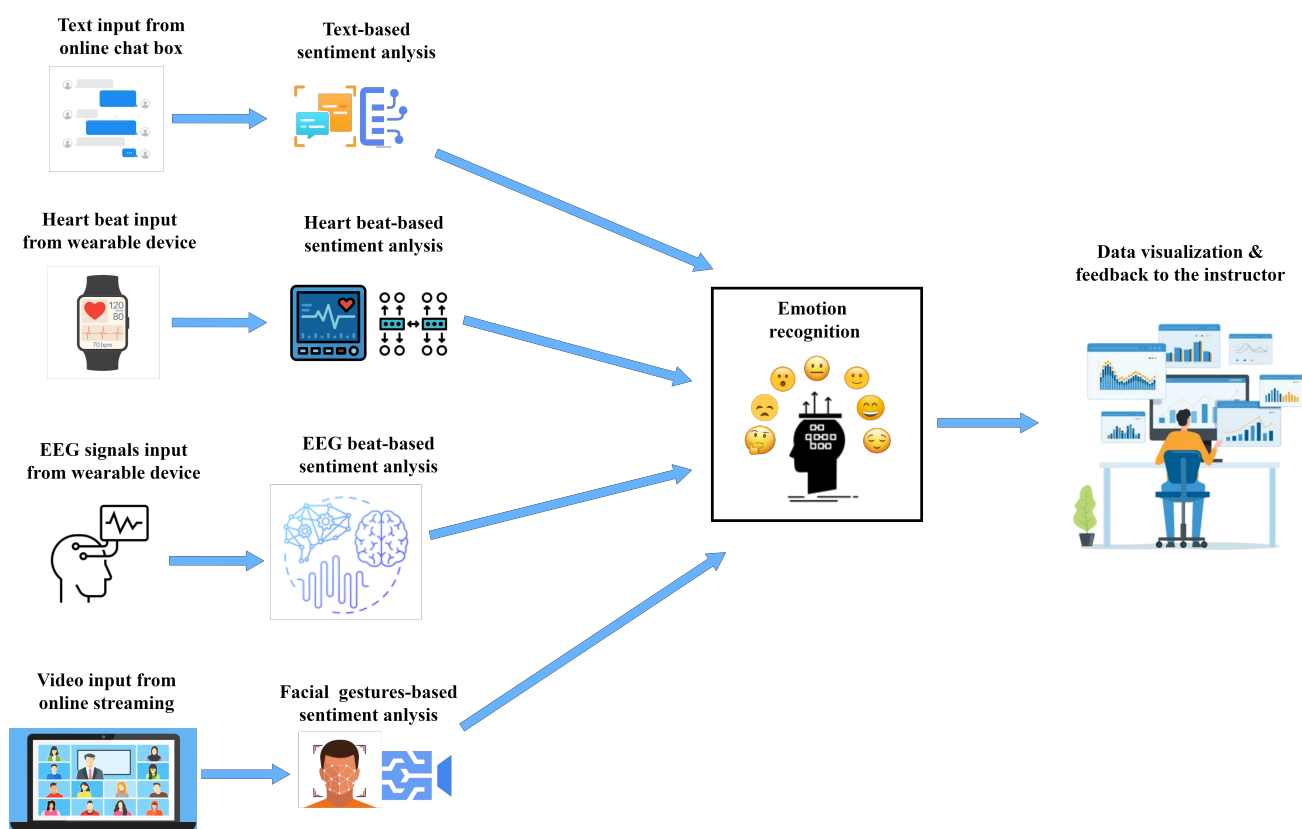 Text input from
online chat box
Text-based
sentiment anlysis
Heart beat input
from wearable device
120
80
70 bpm
Heart beat-based
sentiment anlysis
EEG signals input
from wearable device
EEG beat-based
sentiment anlysis
Video input from
online streaming
Facial  gestures-based
sentiment anlysis
Emotion
recognition
Data visualization &
feedback to the instructor